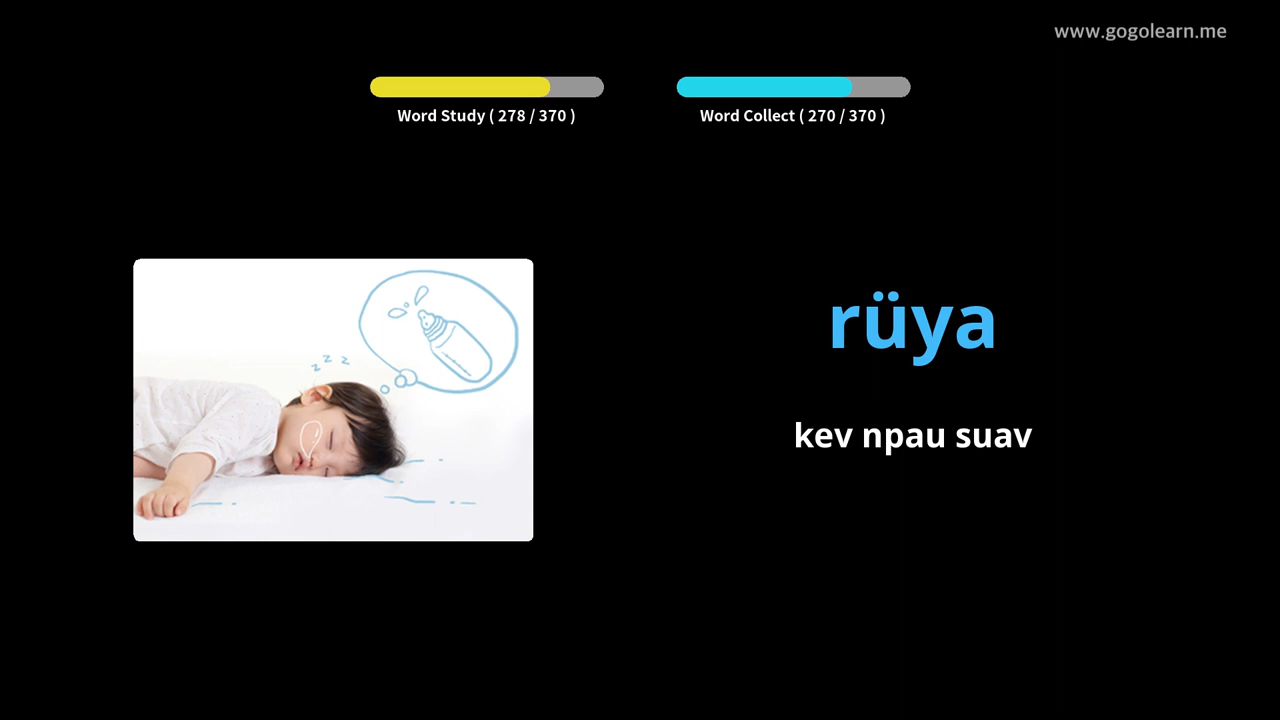 www.gogolearn.me
Word Study ( 278 / 370 )
Word Collect ( 270 / 370 )
z z z
rüya
kev npau suav